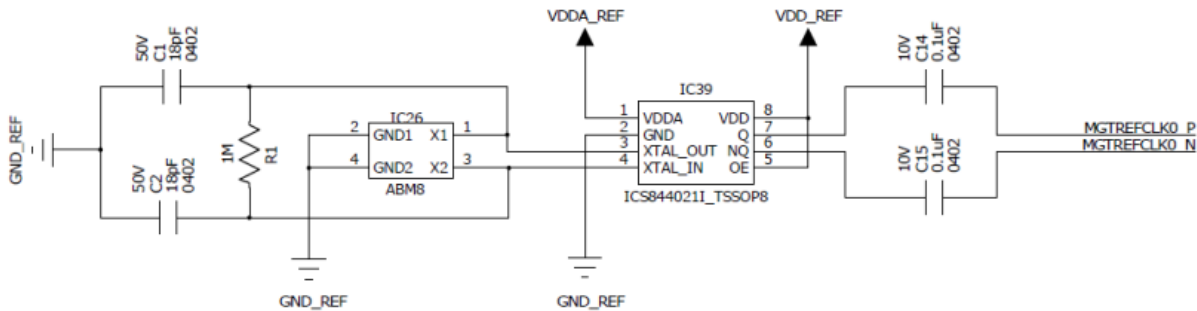 VDDA_REF
VDD_REF
50V
C1
18pF
0402
10V
C14
0.1uF
0402
GND_REF
1M
R1
IC26
2 GND1 X1 1
4 GND2 X2 3
ABM8
IC39
1 VDDA VDD 8
2 GND Q 7
3 XTAL_OUT NQ 6
4 XTAL_IN OE 5
ICS844021I_TSSOP8
MGTREFCLK0_P
MGTREFCLK0_N
50V
C2
18pF
0402
10V
C15
0.1uF
0402
GND_REF
GND_REF